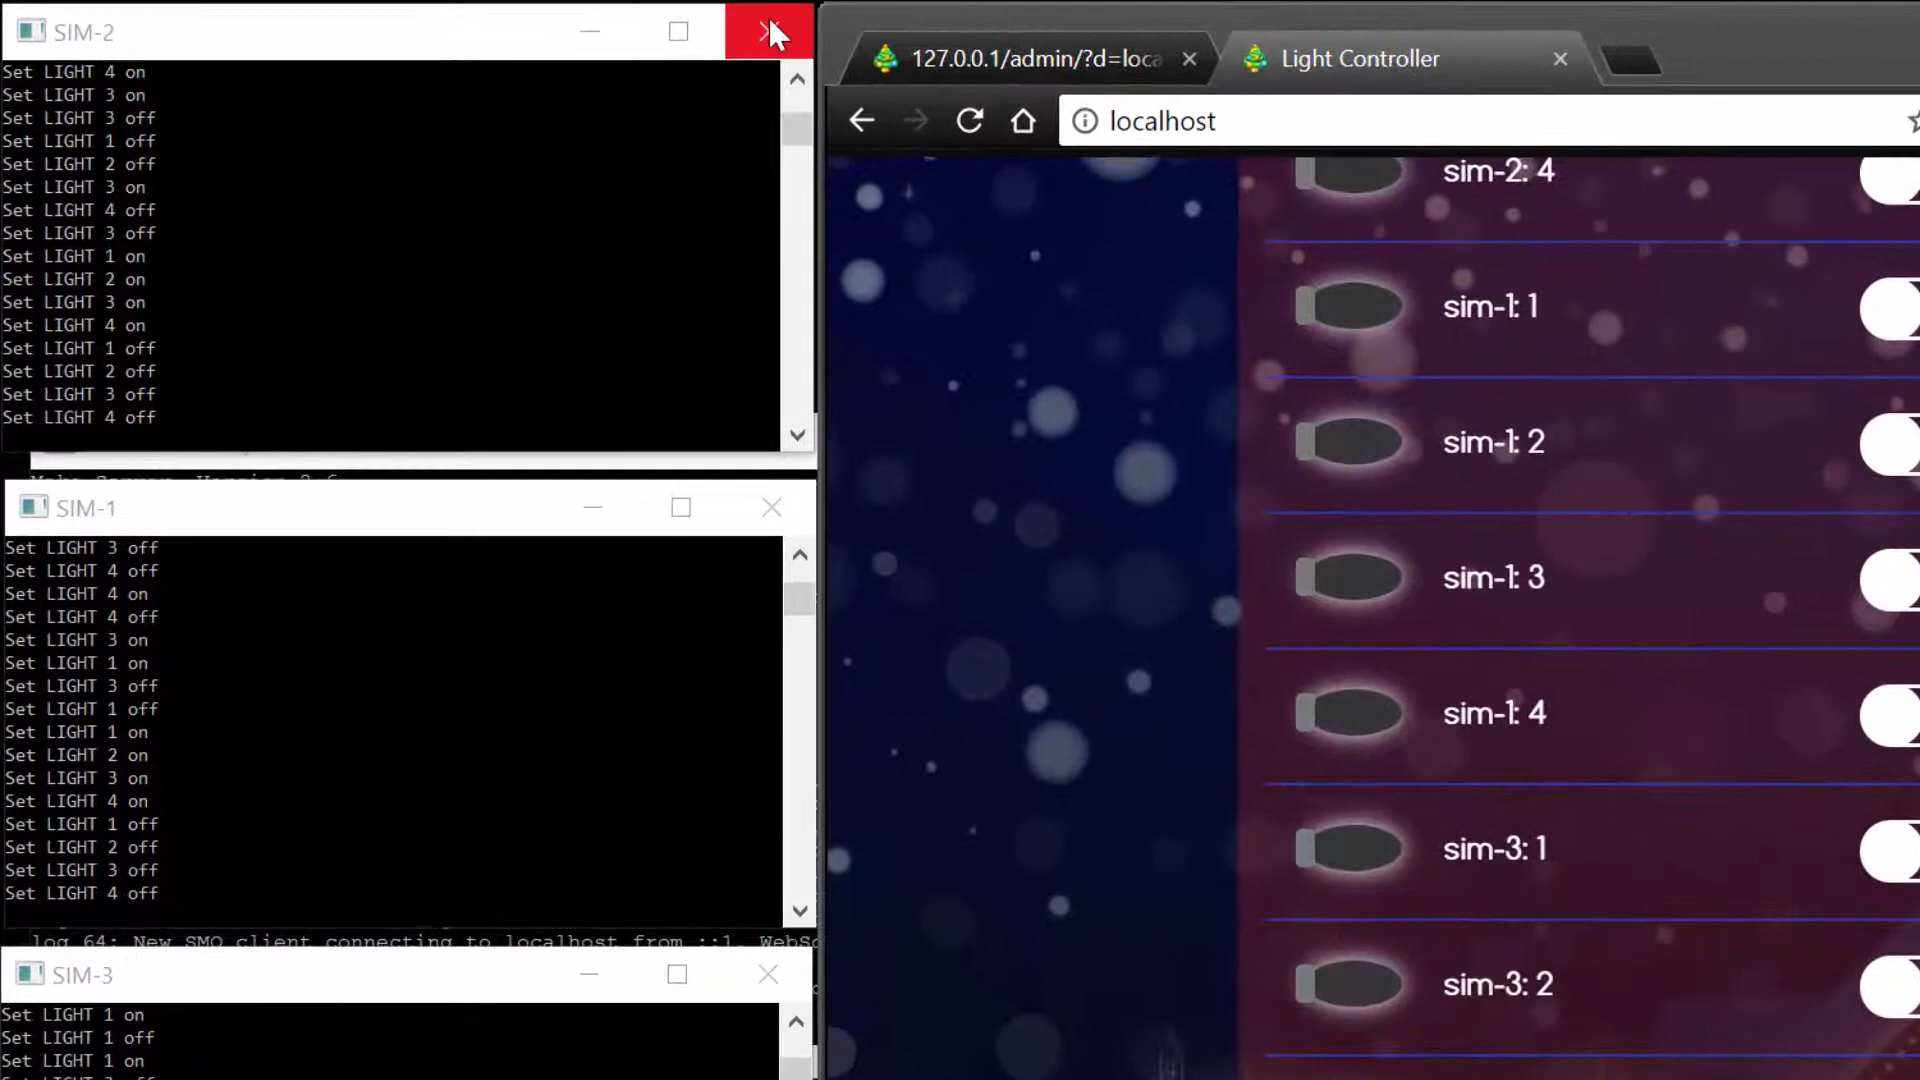 SIM-2
Set LIGHT 4 on
Set LIGHT 3 on
Set LIGHT 3 off
Set LIGHT 1 off
Set LIGHT 2 off
Set LIGHT 3 on
Set LIGHT 4 off
Set LIGHT 3 off
Set LIGHT 1 on
Set LIGHT 2 on
Set LIGHT 3 on
Set LIGHT 4 on
Set LIGHT 1 off
Set LIGHT 2 off
Set LIGHT 3 off
Set LIGHT 4 off
SIM-1
Set LIGHT 3 off
Set LIGHT 4 off
Set LIGHT 4 on
Set LIGHT 4 off
Set LIGHT 3 on
Set LIGHT 1 on
Set LIGHT 3 off
Set LIGHT 1 off
Set LIGHT 1 on
Set LIGHT 2 on
Set LIGHT 3 on
Set LIGHT 4 on
Set LIGHT 1 off
Set LIGHT 2 off
Set LIGHT 3 off
Set LIGHT 4 off
log 64: New SMQ client connecting to localhost from ::1, WebS
SIM-3
Set LIGHT 1 on
Set LIGHT 1 off
Set LIGHT 1 on
127.0.0.1/admin/?d=loca
Light Controller
localhost
sim-2: 4
sim-1: 1
sim-1: 2
sim-1: 3
sim-1: 4
sim-3: 1
sim-3: 2